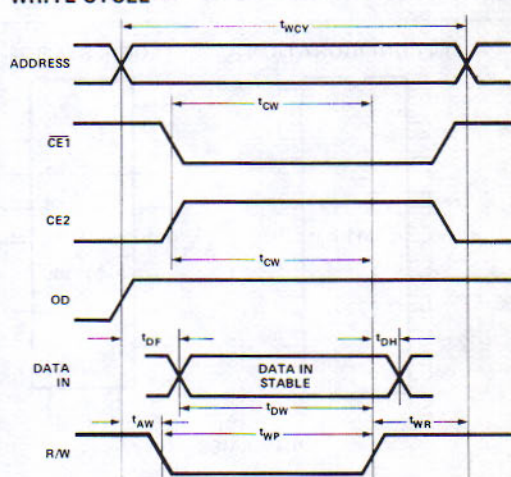 WRITE CYCLE
tWCY
ADDRESS
tCW
CE1
CE2
tCW
OD
tDF
tDH
DATA
IN
DATA IN
STABLE
tDW
tAW
tWP
tWR
R/W